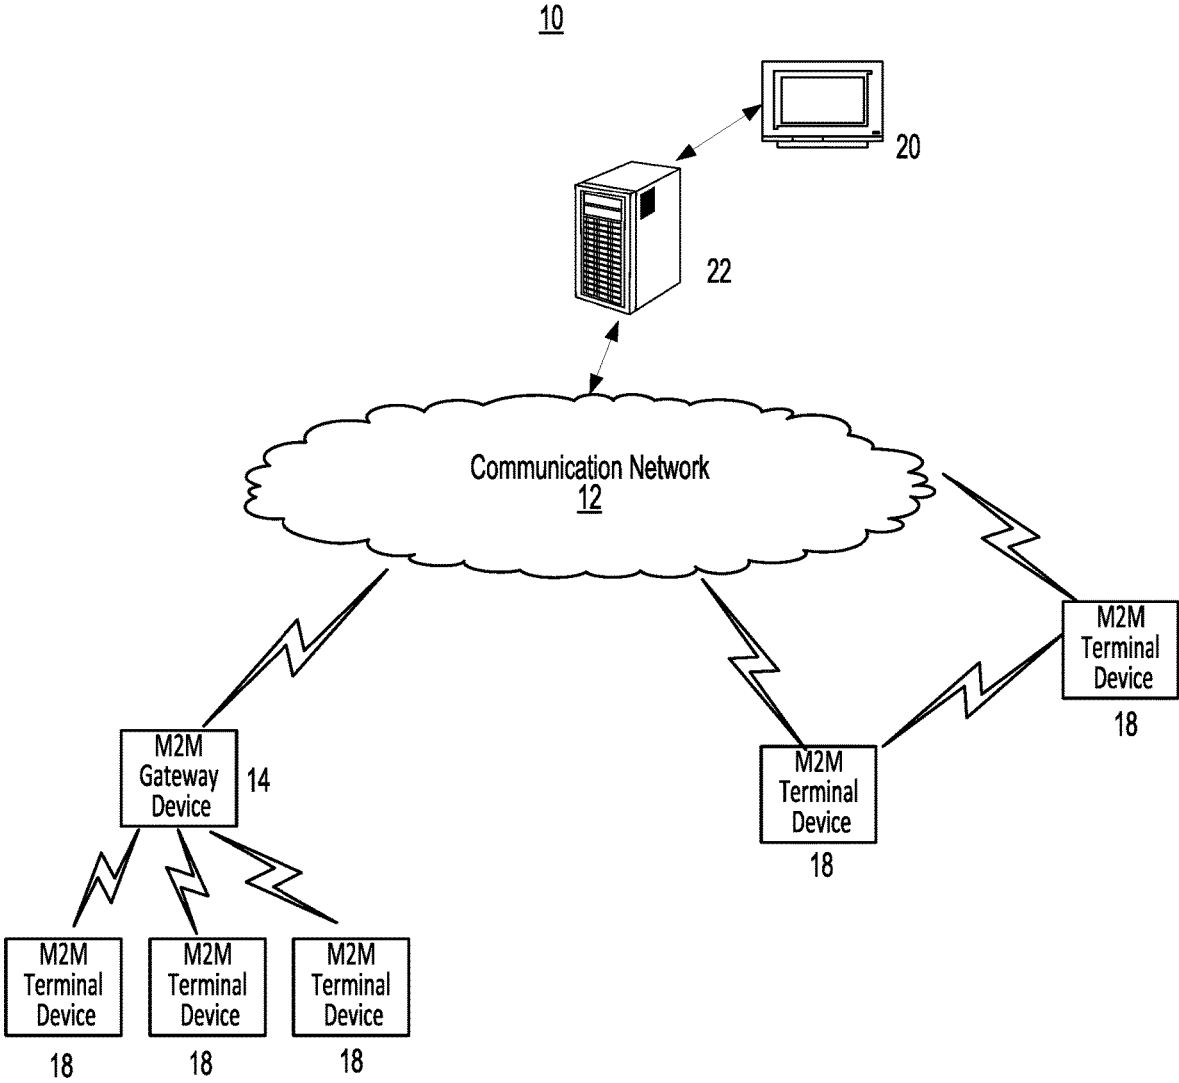 10
20
22
Communication Network
12
M2M
Terminal
Device
18
M2M
Gateway
Device
14
M2M
Terminal
Device
18
M2M
Terminal
Device
18
M2M
Terminal
Device
18
M2M
Terminal
Device
18